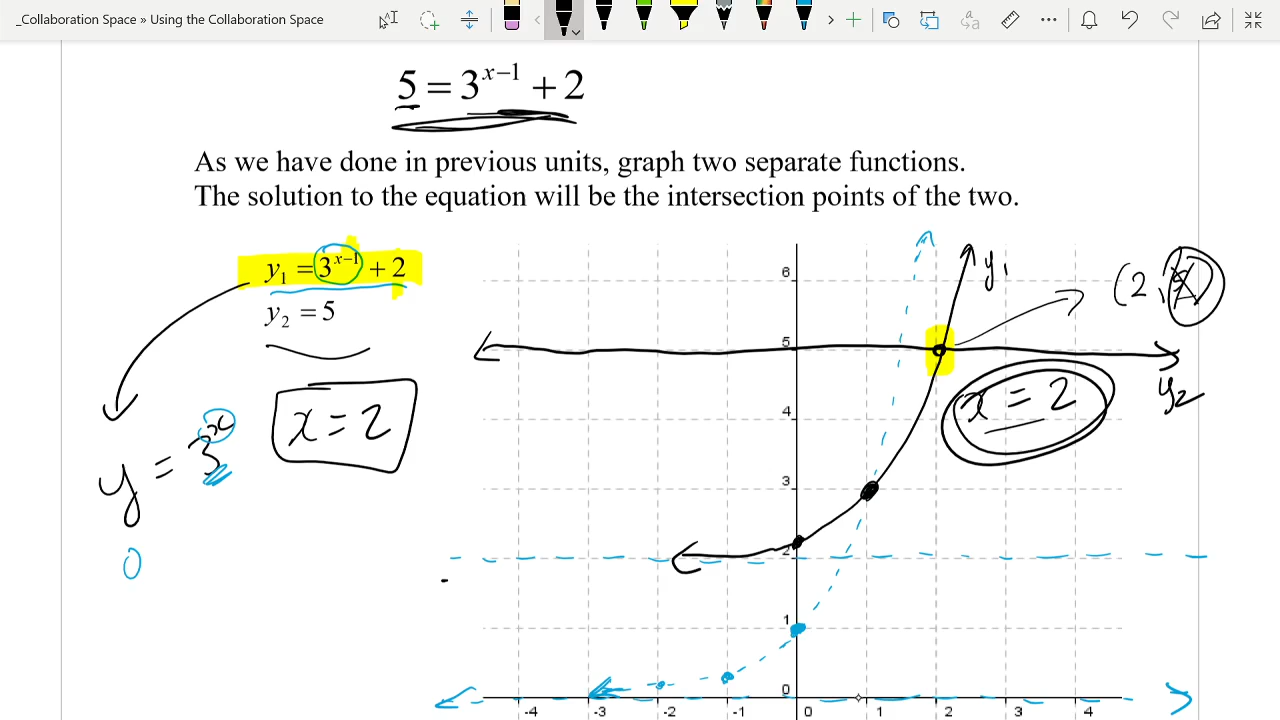 _Collaboration Space » Using the Collaboration Space
5 = 3^{x-1} + 2
As we have done in previous units, graph two separate functions.
The solution to the equation will be the intersection points of the two.
y₁ = 3^{x-1} + 2
y₂ = 5
y = 3^x
x = 2
0
y₁
(2,
x = 2
y₂
6
5
4
3
2
1
0
-4 -3 -2 -1 0 1 2 3 4